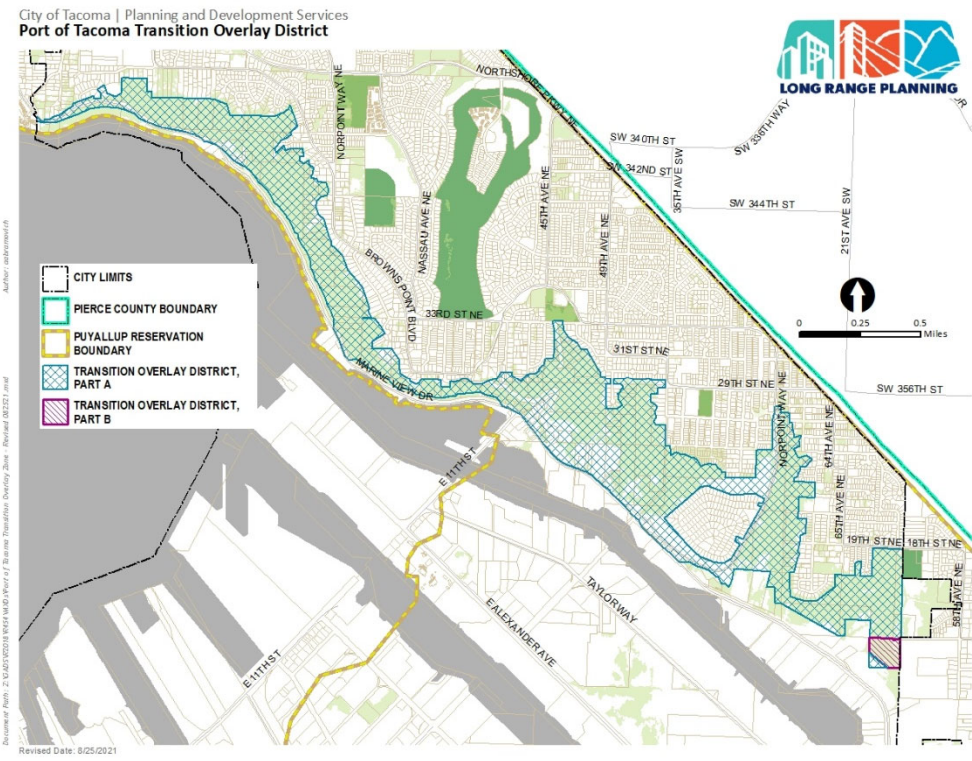 City of Tacoma | Planning and Development Services
Port of Tacoma Transition Overlay District
LONG RANGE PLANNING
NORTHSHORE PKWY NE
NORPOINT WAY NE
SW 340TH ST
SW 336TH WAY
DR
SW 342ND ST
35TH AVE SW
SW 344TH ST
21ST AVE SW
NASSAU AVE NE
45TH AVE NE
49TH AVE NE
BROWNS POINT BLVD
CITY LIMITS
PIERCE COUNTY BOUNDARY
PUYALLUP RESERVATION
BOUNDARY
TRANSITION OVERLAY DISTRICT,
PART A
TRANSITION OVERLAY DISTRICT,
PART B
0 0.25 0.5
Miles
33RD ST NE
31ST ST NE
MARINE VIEW DR
29TH ST NE
SW 356TH ST
NORPOINT WAY NE
64TH AVE NE
E 11TH ST
65TH AVE NE
19TH ST NE
18TH ST NE
58TH AVE NE
TAYLOR WAY
E ALEXANDER AVE
E 11TH ST
Revised Date: 8/25/2021